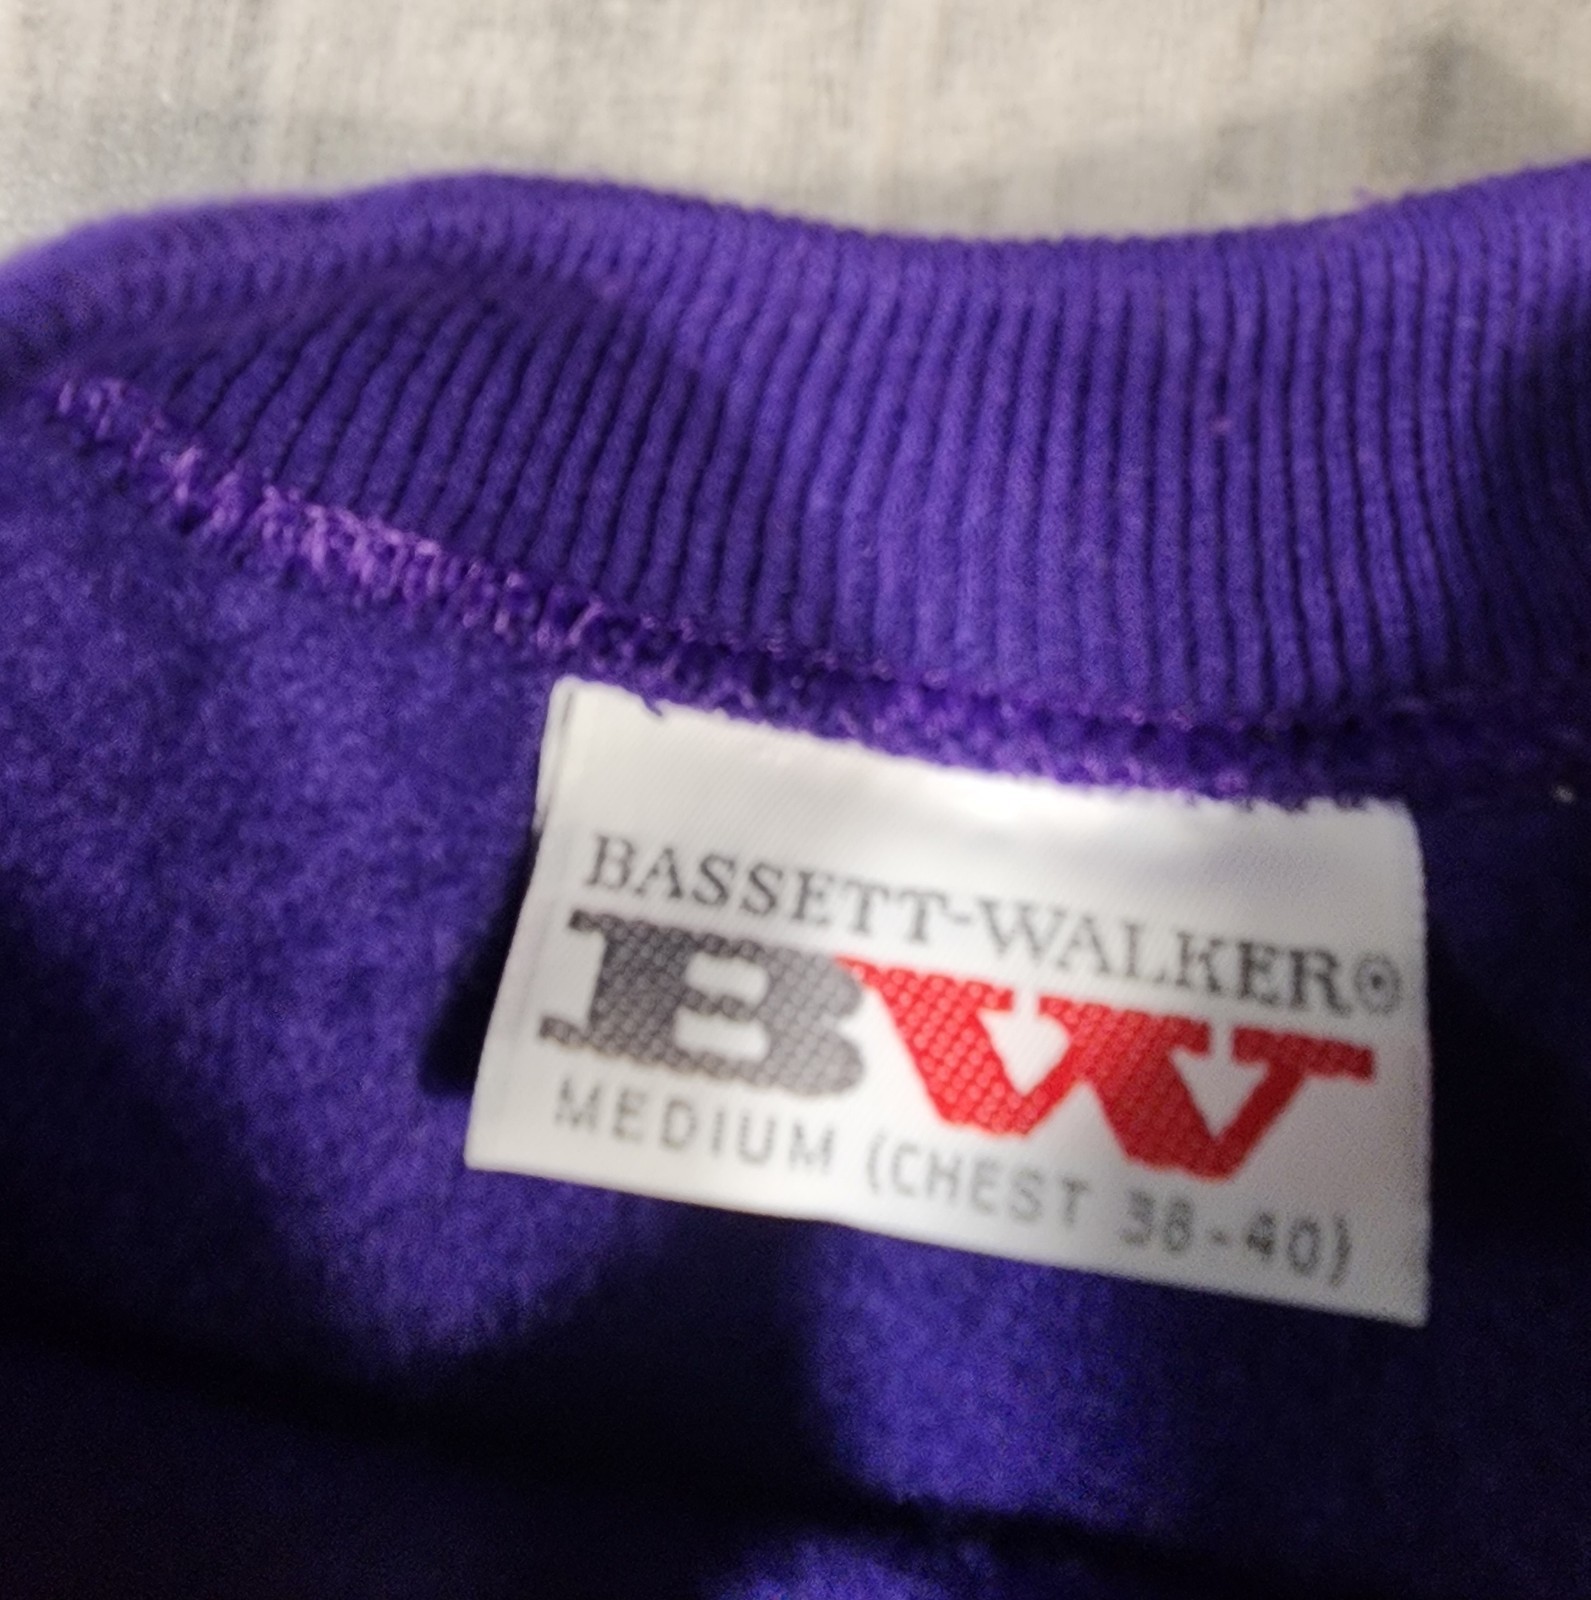 BASSETT-WALKER®
BW
MEDIUM (CHEST 38-40)